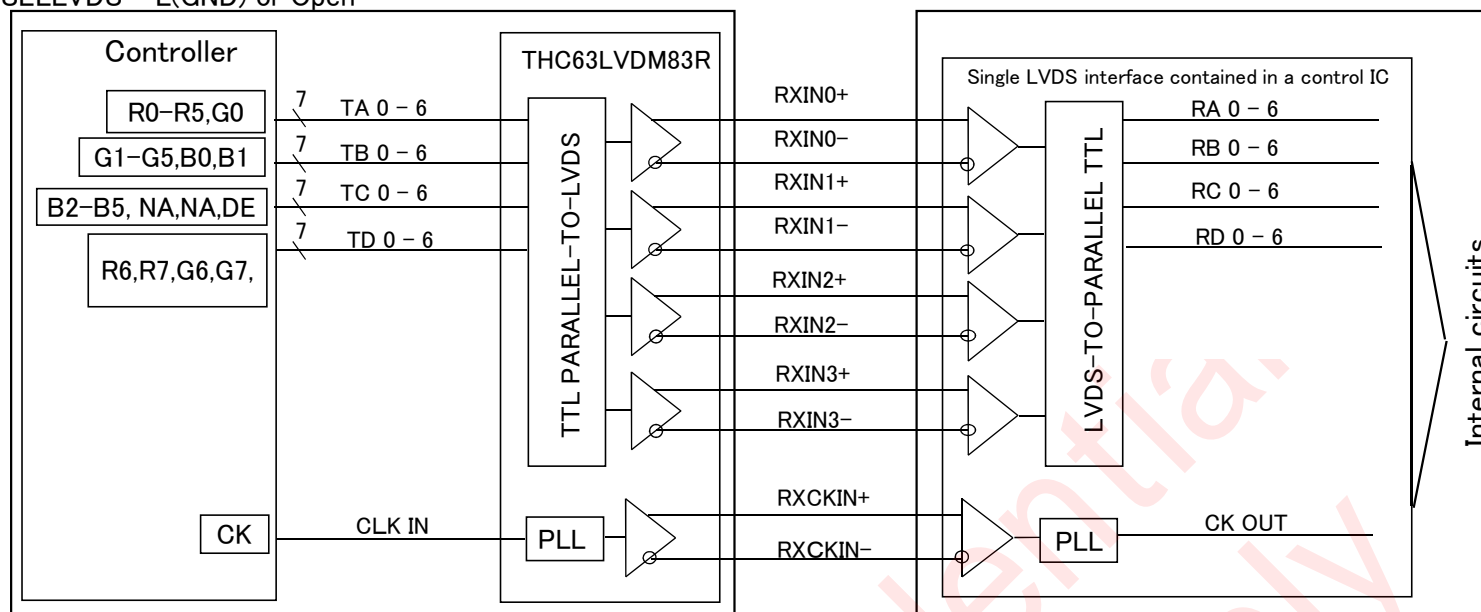 SELLVDS = L(GND) or Open
Controller
THC63LVDM83R
Single LVDS interface contained in a control IC
R0-R5,G0
7
TA 0 - 6
RXIN0+
RA 0 - 6
G1-G5,B0,B1
7
TB 0 - 6
RXIN0-
RB 0 - 6
B2-B5, NA,NA,DE
7
TC 0 - 6
RXIN1+
RC 0 - 6
R6,R7,G6,G7,
7
TD 0 - 6
RXIN1-
RD 0 - 6
TTL PARALLEL-TO-LVDS
LVDS-TO-PARALLEL TTL
RXIN2+
RXIN2-
RXIN3+
RXIN3-
Internal circuits
CK
CLK IN
PLL
RXCKIN+
RXCKIN-
PLL
CK OUT